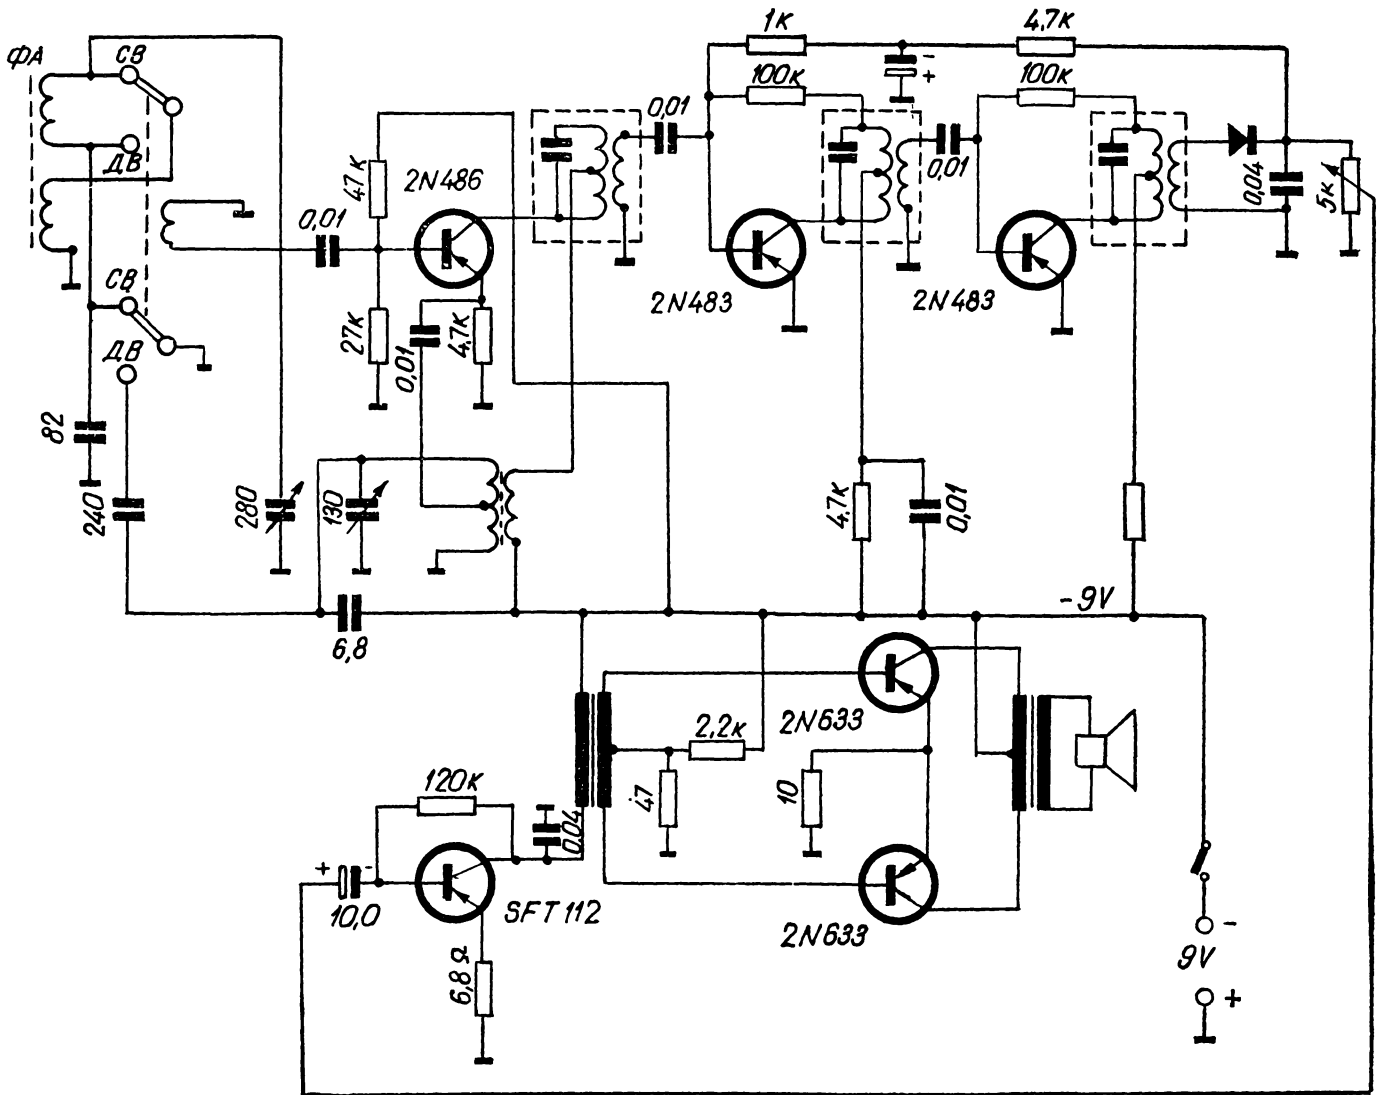 ФА
СВ
ДВ
1к
4,7к
100к
100к
-
+
0,01
0,01
0,04
5к
47к
2N486
0,01
2N483
2N483
СВ
ДВ
27к
0,01
4,7к
82
240
280
130
4,7к
0,01
6,8
-9V
2N633
2,2к
47
10
120к
0,04
+
-
10,0
SFT 112
2N633
6,8 Ω
-
9V
+